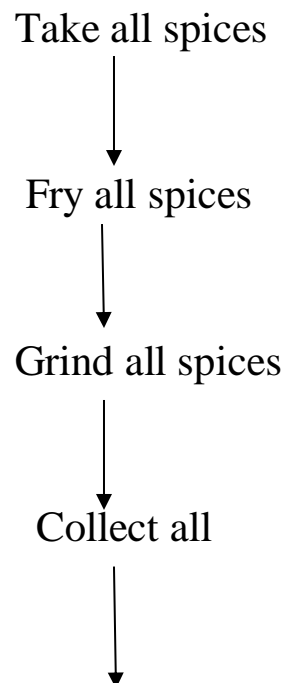 Take all spices
Fry all spices
Grind all spices
Collect all